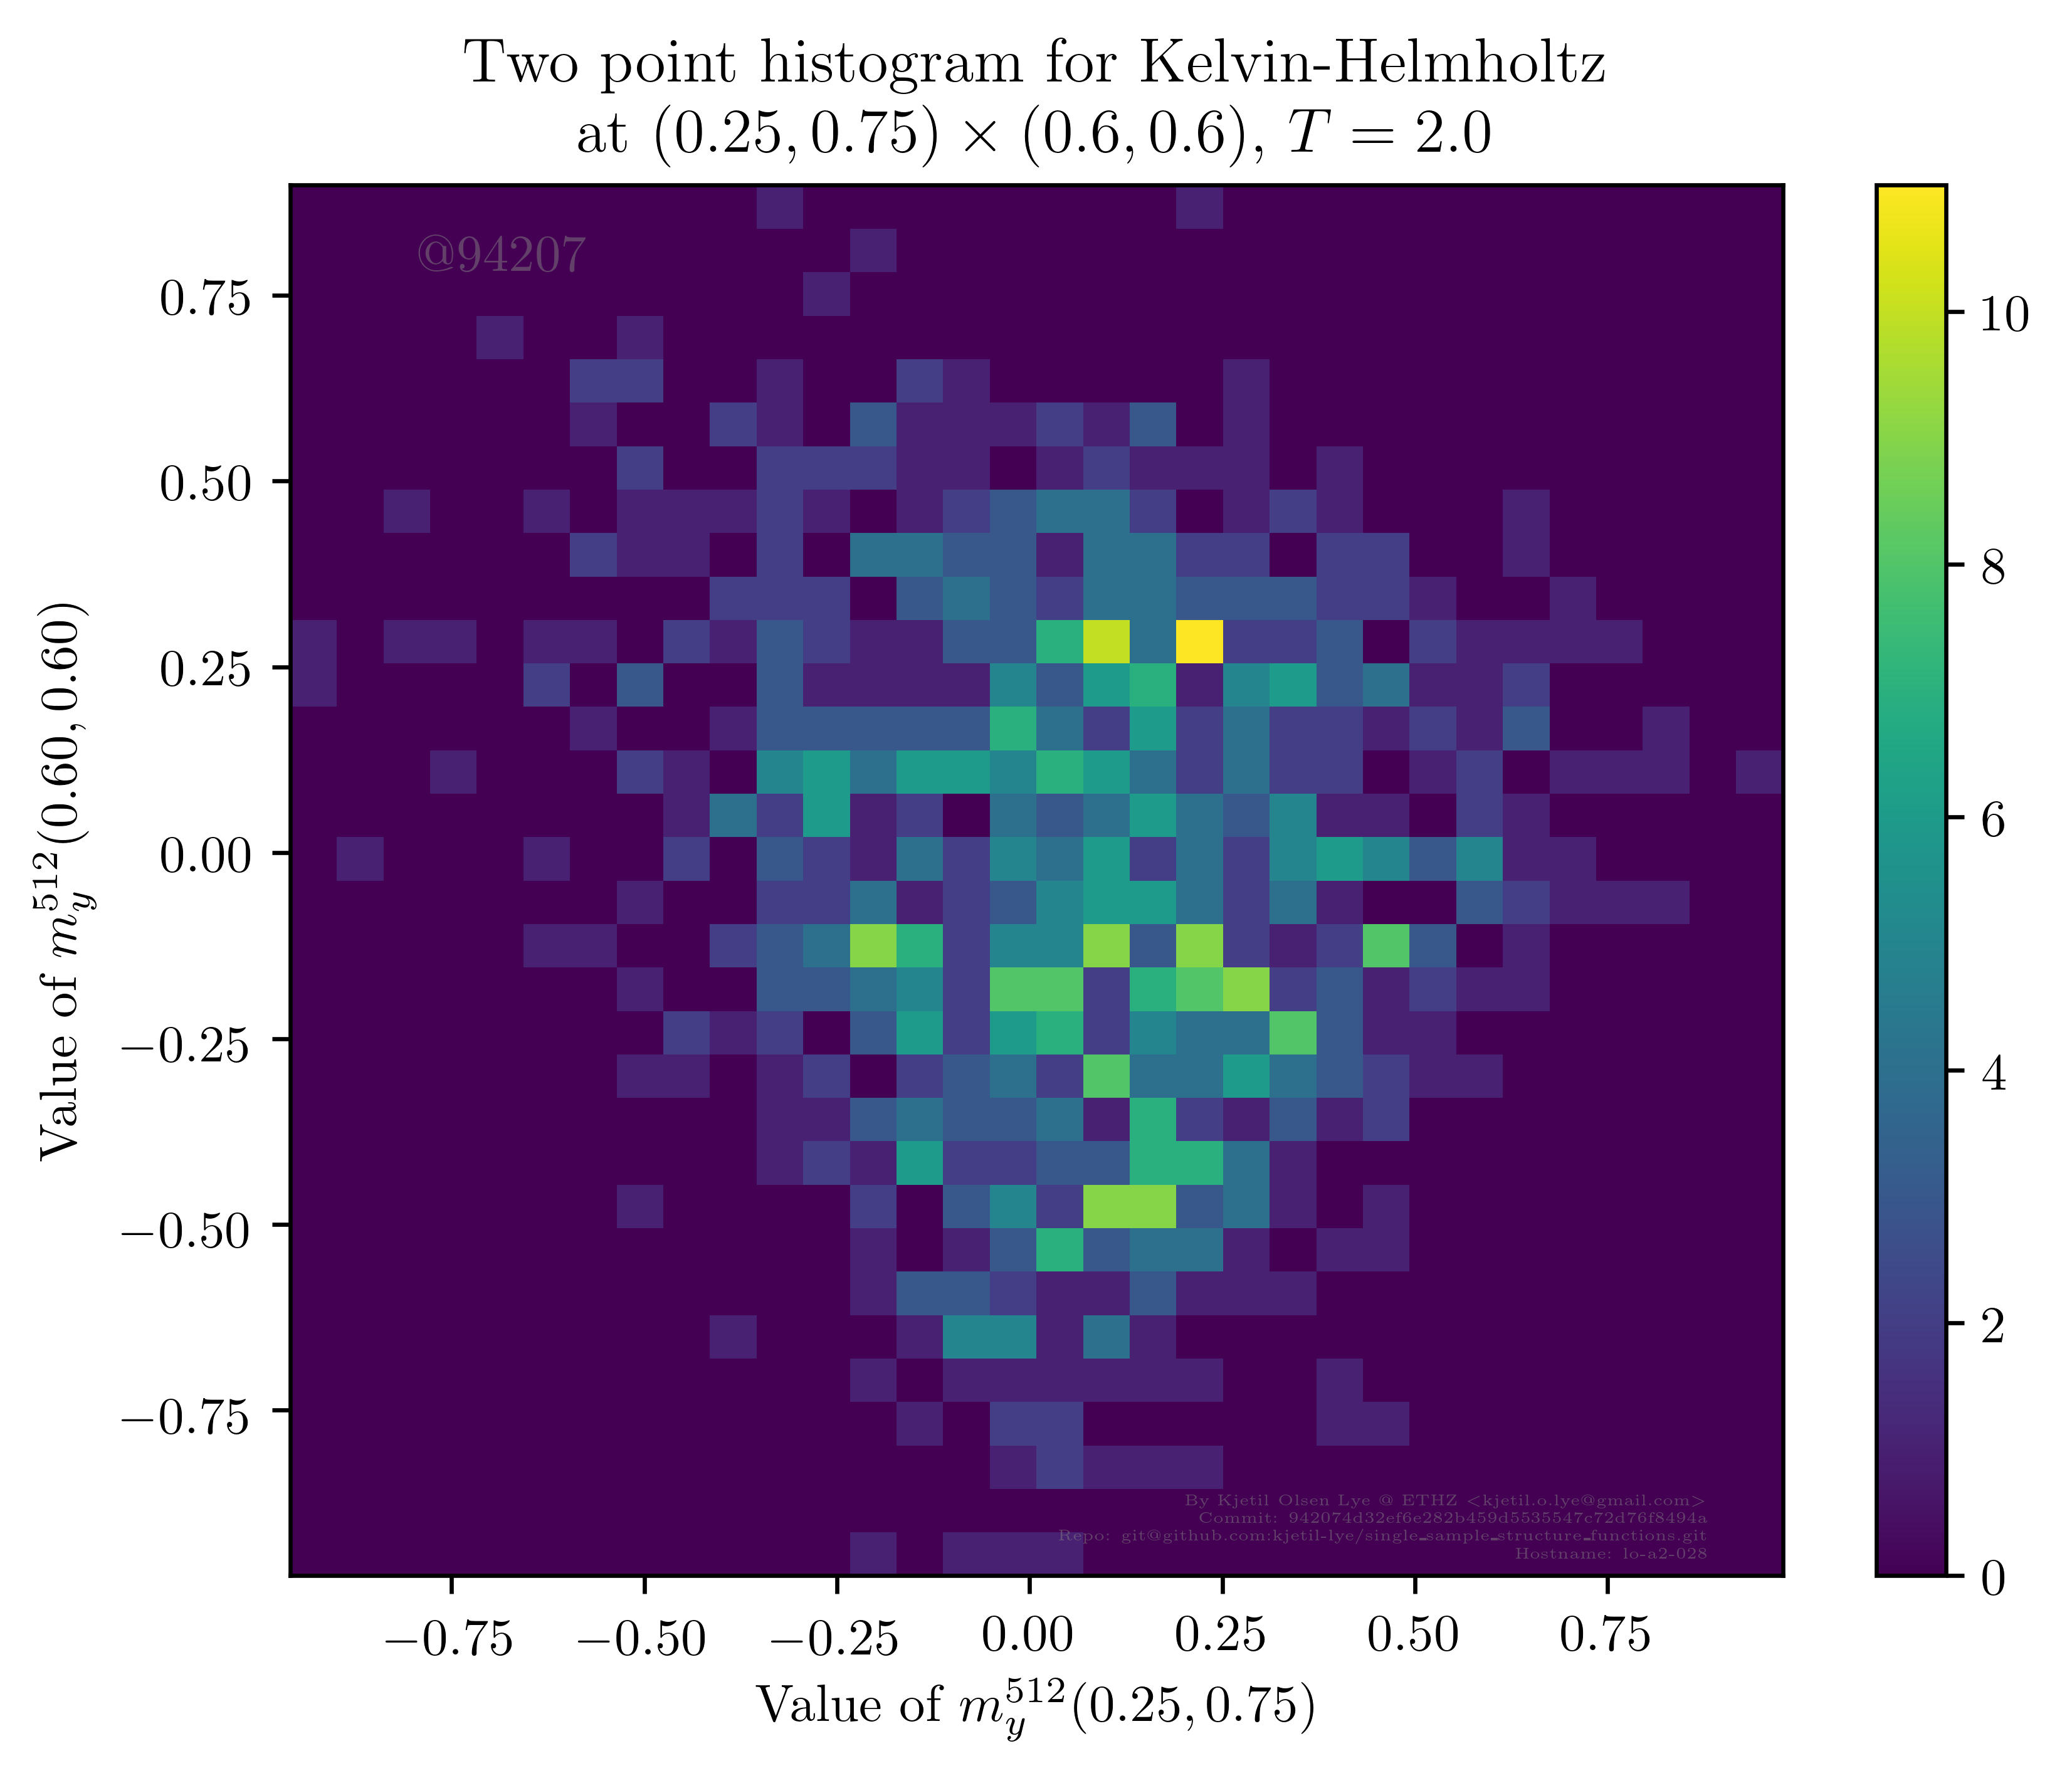 Two point histogram for Kelvin-Helmholtz
at (0.25, 0.75) × (0.6, 0.6), T = 2.0
@94207
0.75
0.50
0.25
0.00
−0.25
−0.50
−0.75
Value of m_y^512(0.60, 0.60)
10
8
6
4
2
0
By Kjetil Olsen Lye @ ETHZ <kjetil.o.lye@gmail.com>
Commit: 942074d32ef6e282b459d5535547c72d76f8494a
Repo: git@github.com:kjetil-lye/single_sample_structure_functions.git
Hostname: lo-a2-028
−0.75 −0.50 −0.25 0.00 0.25 0.50 0.75
Value of m_y^512(0.25, 0.75)